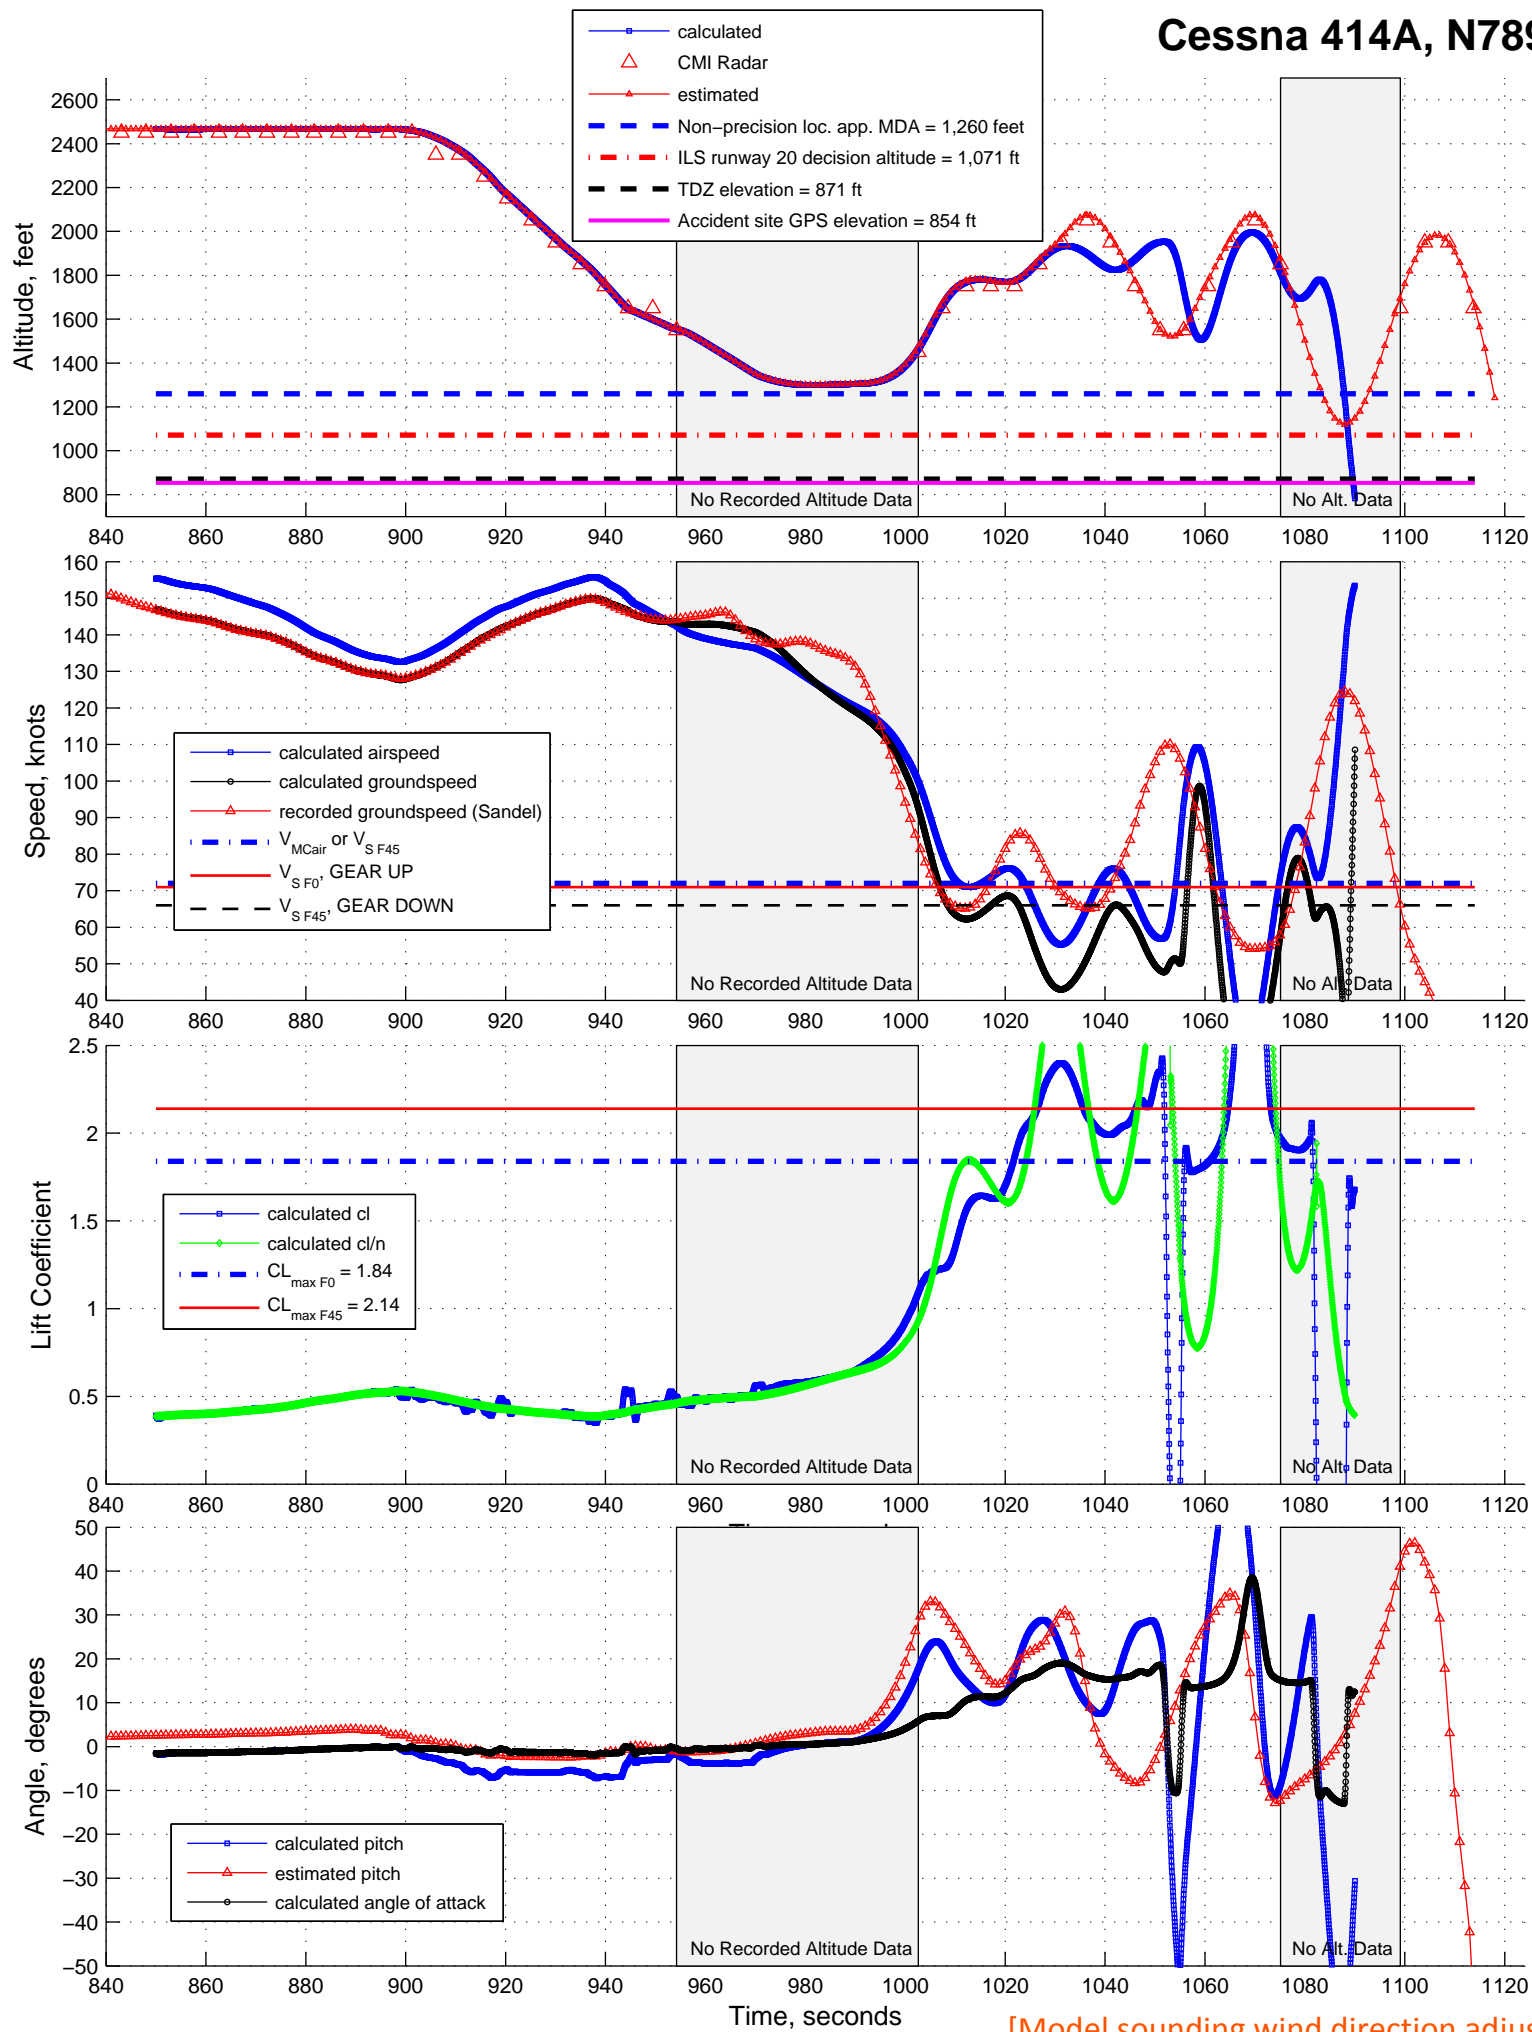 Cessna 414A, N789
calculated
CMI Radar
estimated
Non−precision loc. app. MDA = 1,260 feet
ILS runway 20 decision altitude = 1,071 ft
TDZ elevation = 871 ft
Accident site GPS elevation = 854 ft
2600
2400
2200
2000
1800
1600
1400
1200
1000
800
Altitude, feet
No Recorded Altitude Data
No Alt. Data
840 860 880 900 920 940 960 980 1000 1020 1040 1060 1080 1100 1120
160
150
140
130
120
110
100
90
80
70
60
50
40
Speed, knots
calculated airspeed
calculated groundspeed
recorded groundspeed (Sandel)
V MCair or V S F45
V S F0, GEAR UP
V S F45, GEAR DOWN
No Recorded Altitude Data
No Alt. Data
840 860 880 900 920 940 960 980 1000 1020 1040 1060 1080 1100 1120
2.5
2
1.5
1
0.5
0
Lift Coefficient
calculated cl
calculated cl/n
CL max F0 = 1.84
CL max F45 = 2.14
No Recorded Altitude Data
No Alt. Data
840 860 880 900 920 940 960 980 1000 1020 1040 1060 1080 1100 1120
50
40
30
20
10
0
−10
−20
−30
−40
−50
Angle, degrees
calculated pitch
estimated pitch
calculated angle of attack
No Recorded Altitude Data
No Alt. Data
840 860 880 900 920 940 960 980 1000 1020 1040 1060 1080 1100 1120
Time, seconds
[Model sounding wind direction adjus